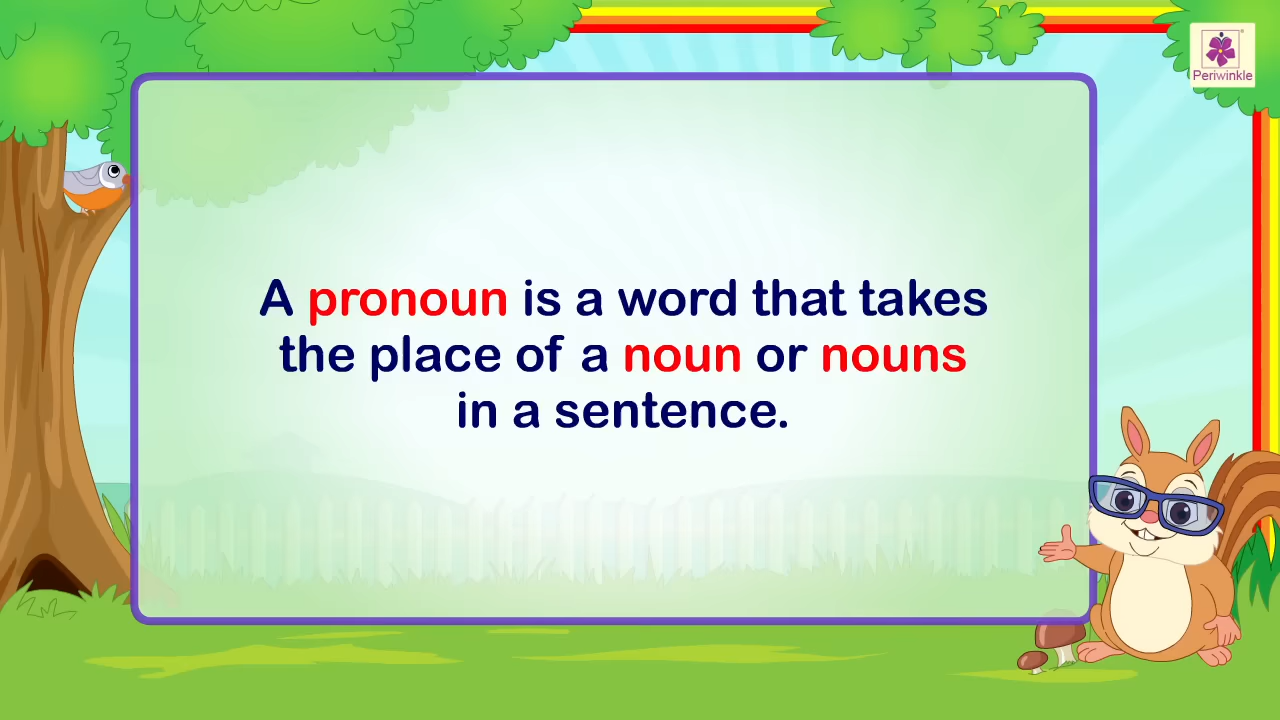 Periwinkle
A pronoun is a word that takes
the place of a noun or nouns
in a sentence.